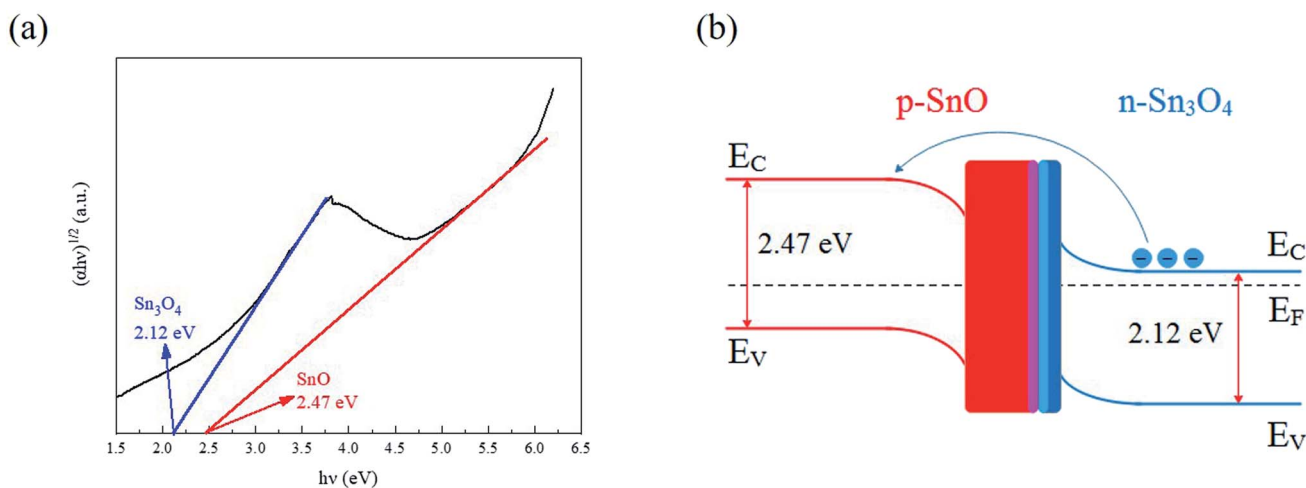 (a)
(αhν)1/2 (a.u.)
Sn3O4
2.12 eV
SnO
2.47 eV
1.5 2.0 2.5 3.0 3.5 4.0 4.5 5.0 5.5 6.0 6.5
hν (eV)
(b)
p-SnO
n-Sn3O4
EC
2.47 eV
EV
− − −
EC
EF
2.12 eV
EV